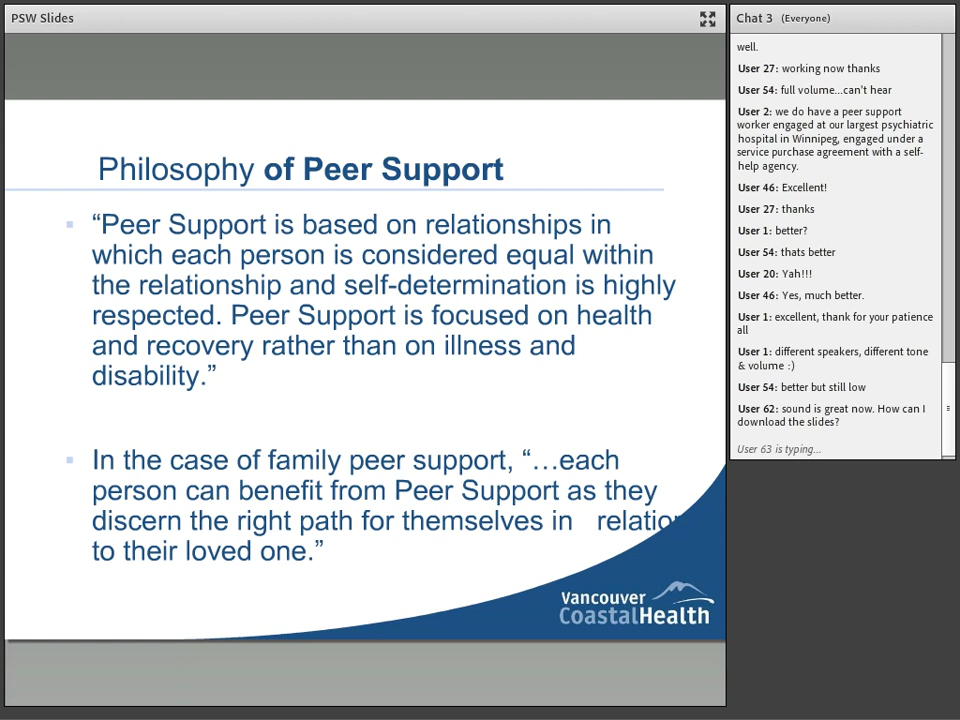 PSW Slides
Philosophy of Peer Support
“Peer Support is based on relationships in
which each person is considered equal within
the relationship and self-determination is highly
respected. Peer Support is focused on health
and recovery rather than on illness and
disability.”
In the case of family peer support, “…each
person can benefit from Peer Support as they
discern the right path for themselves in relation
to their loved one.”
Vancouver
CoastalHealth
Chat 3 (Everyone)
well.
User 27: working now thanks
User 54: full volume...can't hear
User 2: we do have a peer support
worker engaged at our largest psychiatric
hospital in Winnipeg, engaged under a
service purchase agreement with a self-
help agency.
User 46: Excellent!
User 27: thanks
User 1: better?
User 54: thats better
User 20: Yah!!!
User 46: Yes, much better.
User 1: excellent, thank for your patience
all
User 1: different speakers, different tone
& volume :)
User 54: better but still low
User 62: sound is great now. How can I
download the slides?
User 63 is typing...